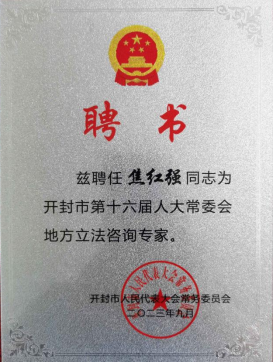 聘书
兹聘任焦红强同志为
开封市第十六届人大常委会
地方立法咨询专家。
开封市人民代表大会常务委员会
二〇二三年九月